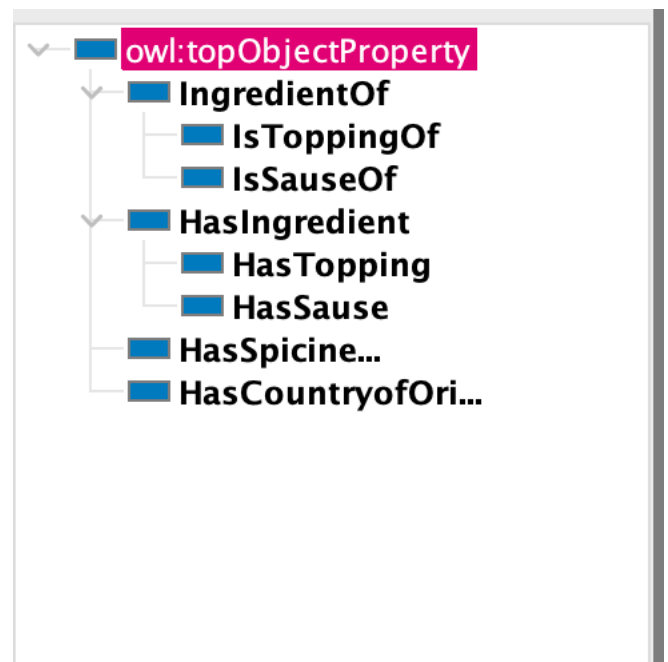 owl:topObjectProperty
IngredientOf
IsToppingOf
IsSauseOf
HasIngredient
HasTopping
HasSause
HasSpicine...
HasCountryofOri...